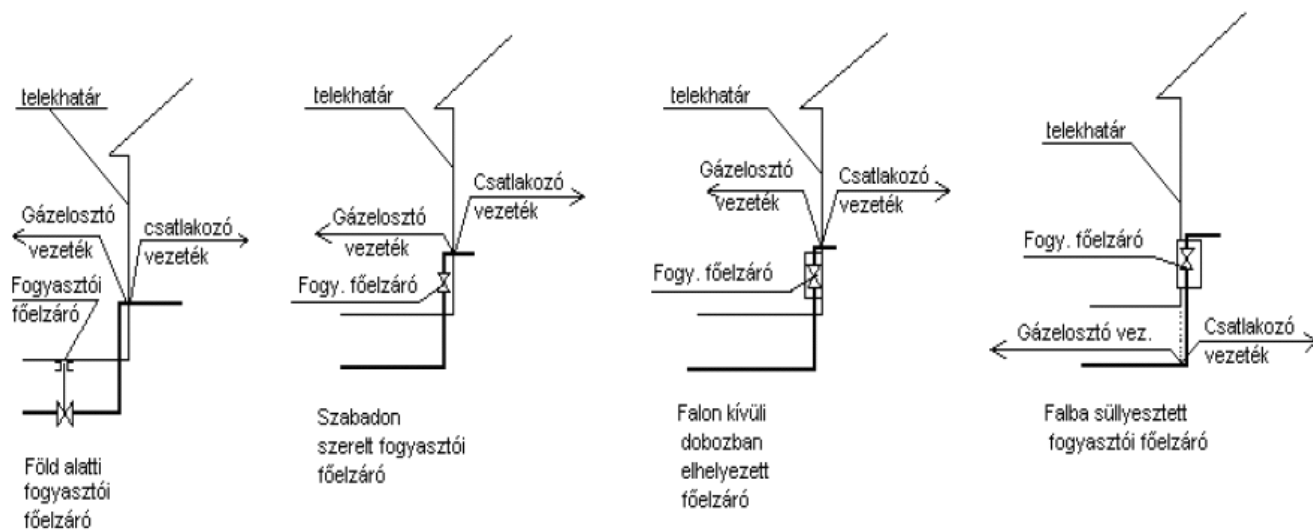 telekhatár
Gázelosztó
vezeték
csatlakozó
vezeték
Fogyasztói
főelzáró
Föld alatti
fogyasztói
főelzáró
telekhatár
Csatlakozó
vezeték
Gázelosztó
vezeték
Fogy. főelzáró
Szabadon
szerelt fogyasztói
főelzáró
telekhatár
Gázelosztó
vezeték
Csatlakozó
vezeték
Fogy. főelzáró
Falon kívüli
dobozban
elhelyezett
főelzáró
telekhatár
Fogy. főelzáró
Gázelosztó vez.
Csatlakozó
vezeték
Falba süllyesztett
fogyasztói főelzáró